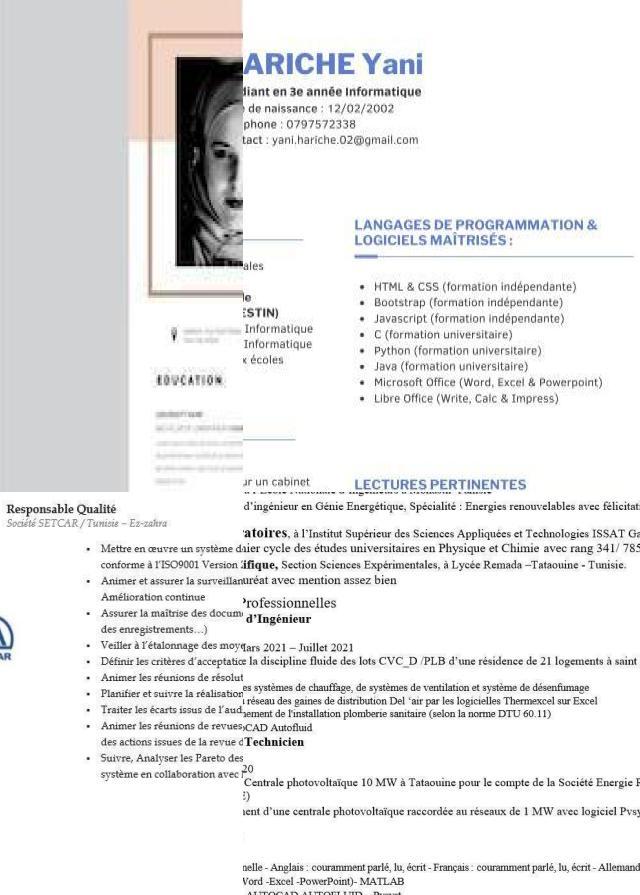 ARICHE Yani
diant en 3e année Informatique
de naissance : 12/02/2002
phone : 0797572338
tact : yani.hariche.02@gmail.com
LANGAGES DE PROGRAMMATION &
LOGICIELS MAÎTRISÉS :
ales
le
ESTIN)
Informatique
Informatique
x écoles
HTML & CSS (formation indépendante)
Bootstrap (formation indépendante)
Javascript (formation indépendante)
C (formation universitaire)
Python (formation universitaire)
Java (formation universitaire)
Microsoft Office (Word, Excel & Powerpoint)
Libre Office (Write, Calc & Impress)
EDUCATION
ur un cabinet
LECTURES PERTINENTES
Responsable Qualité
Société SETCAR / Tunisie – Ez-zahra
Mettre en œuvre un système d
conforme à l'ISO9001 Version
Animer et assurer la surveillan
Amélioration continue
Assurer la maîtrise des docum
des enregistrements…)
Veiller à l'étalonnage des moye
Définir les critères d'acceptatio
Animer les réunions de résolut
Planifier et suivre la réalisation
Traiter les écarts issus de l'aud
Animer les réunions de revues
des actions issues de la revue d
Suivre, Analyser les Pareto des
système en collaboration avec l
AR
d'ingénieur en Génie Energétique, Spécialité : Energies renouvelables avec félicitat
ratoires, à l'Institut Supérieur des Sciences Appliquées et Technologies ISSAT Ga
ier cycle des études universitaires en Physique et Chimie avec rang 341/ 785
ifique, Section Sciences Expérimentales, à Lycée Remada –Tataouine - Tunisie.
uréat avec mention assez bien
Professionnelles
d'Ingénieur
Mars 2021 – Juillet 2021
e la discipline fluide des lots CVC_D /PLB d'une résidence de 21 logements à saint
es systèmes de chauffage, de systèmes de ventilation et système de désenfumage
réseau des gaines de distribution Del 'air par les logicielles Thermexcel sur Excel
nement de l'installation plomberie sanitaire (selon la norme DTU 60.11)
CAD Autofluid
Technicien
20
Centrale photovoltaïque 10 MW à Tataouine pour le compte de la Société Energie R
E)
ent d'une centrale photovoltaïque raccordée au réseaux de 1 MW avec logiciel Pvsy
nelle - Anglais : couramment parlé, lu, écrit - Français : couramment parlé, lu, écrit - Allemand
Word -Excel -PowerPoint)- MATLAB